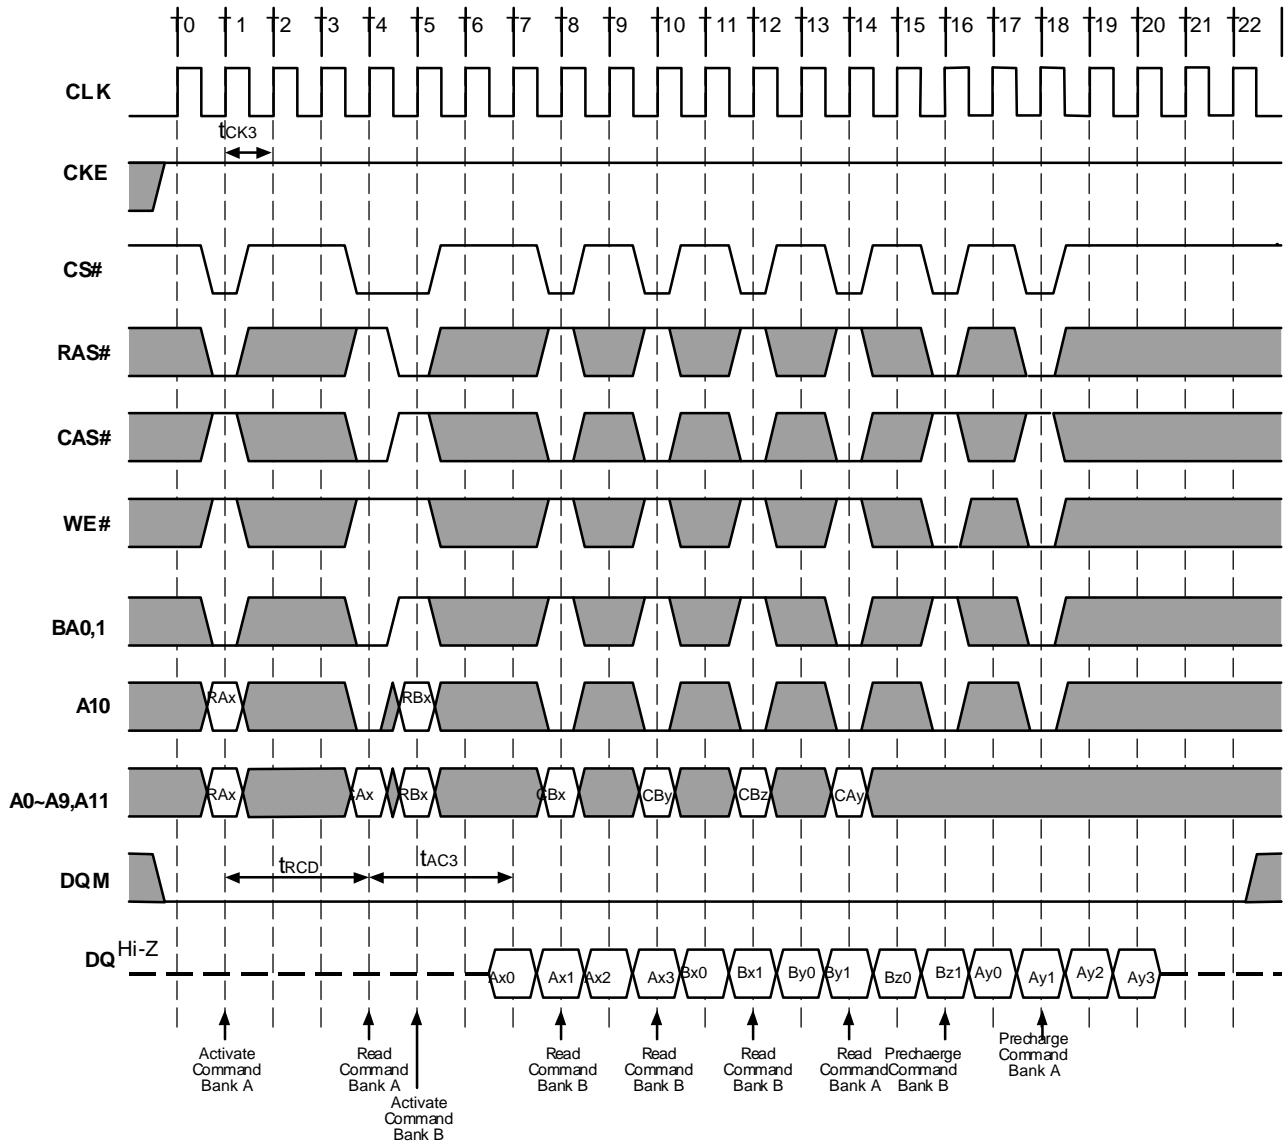 T0 T1 T2 T3 T4 T5 T6 T7 T8 T9 T10 T11 T12 T13 T14 T15 T16 T17 T18 T19 T20 T21 T22
CLK
tCK3
CKE
CS#
RAS#
CAS#
WE#
BA0,1
A10
RAx RBx
A0~A9,A11
RAx CAx RBx CBx CBy CBz CAy
DQM
tRCD tAC3
DQ Hi-Z
Ax0 Ax1 Ax2 Ax3 Bx0 Bx1 By0 By1 Bz0 Bz1 Ay0 Ay1 Ay2 Ay3
Activate
Command
Bank A
Read
Command
Bank A
Activate
Command
Bank B
Read
Command
Bank B
Read
Command
Bank B
Read
Command
Bank B
Read
Command
Bank A
Prechaerge
Command
Bank B
Precharge
Command
Bank A